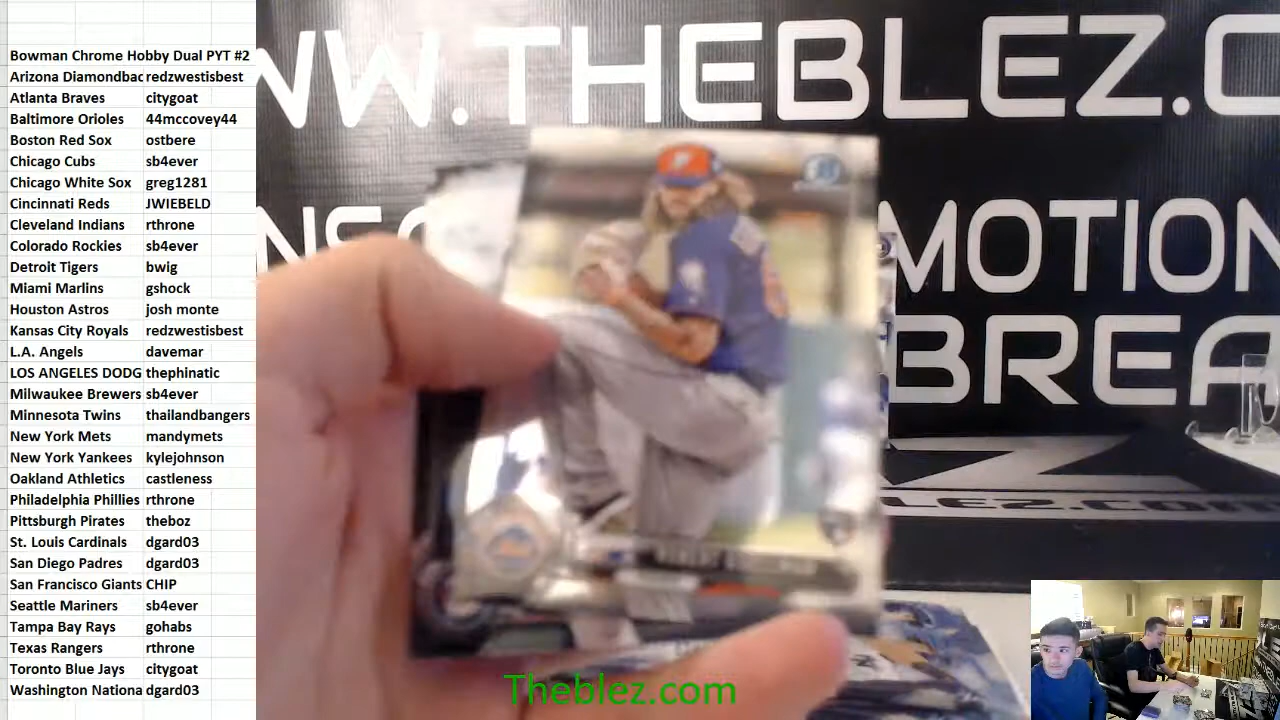 Bowman Chrome Hobby Dual PYT #2
Arizona Diamondbac redzwestisbest
Atlanta Braves citygoat
Baltimore Orioles 44mccovey44
Boston Red Sox ostbere
Chicago Cubs sb4ever
Chicago White Sox greg1281
Cincinnati Reds JWIEBELD
Cleveland Indians rthrone
Colorado Rockies sb4ever
Detroit Tigers bwig
Miami Marlins gshock
Houston Astros josh monte
Kansas City Royals redzwestisbest
L.A. Angels davemar
LOS ANGELES DODG thephinatic
Milwaukee Brewers sb4ever
Minnesota Twins thailandbangers
New York Mets mandymets
New York Yankees kylejohnson
Oakland Athletics castleness
Philadelphia Phillies rthrone
Pittsburgh Pirates theboz
St. Louis Cardinals dgard03
San Diego Padres dgard03
San Francisco Giants CHIP
Seattle Mariners sb4ever
Tampa Bay Rays gohabs
Texas Rangers rthrone
Toronto Blue Jays citygoat
Washington Nationa dgard03
WW.THEBLEZ.C
MOTION
BREA
Theblez.com